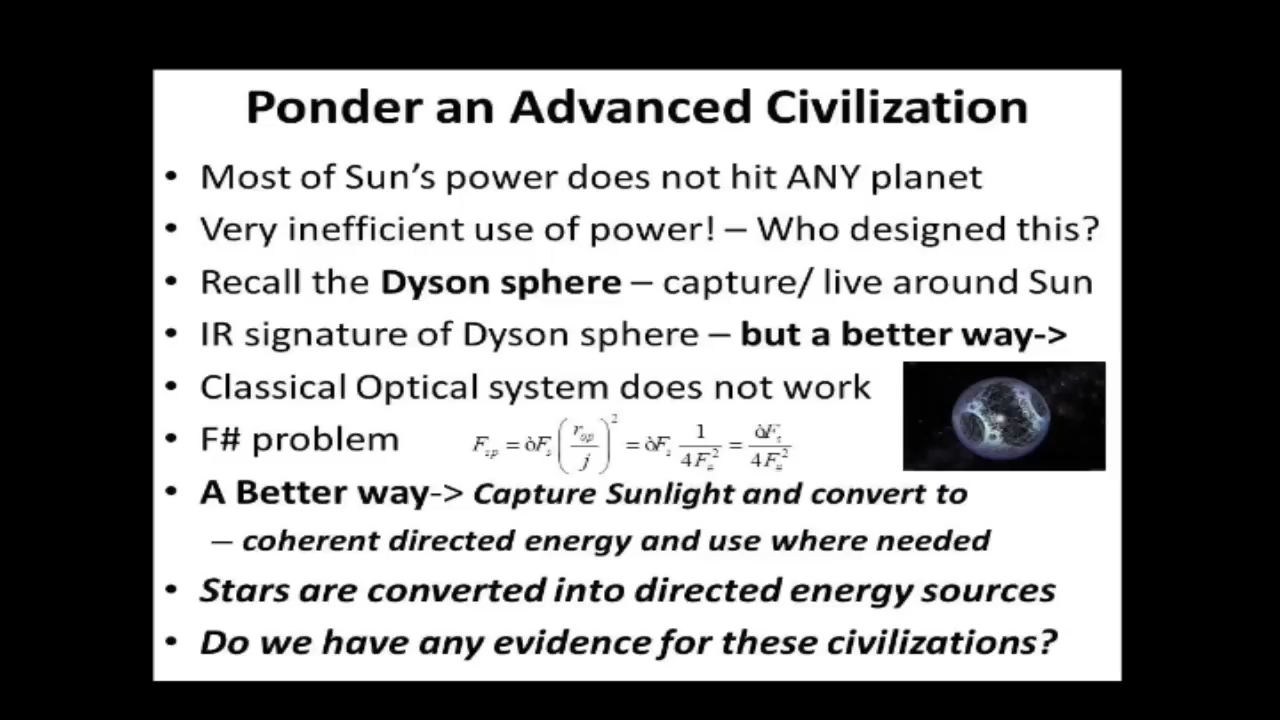 Ponder an Advanced Civilization
• Most of Sun's power does not hit ANY planet
• Very inefficient use of power! – Who designed this?
• Recall the Dyson sphere – capture/ live around Sun
• IR signature of Dyson sphere – but a better way->
• Classical Optical system does not work
• F# problem
• A Better way-> Capture Sunlight and convert to
– coherent directed energy and use where needed
• Stars are converted into directed energy sources
• Do we have any evidence for these civilizations?